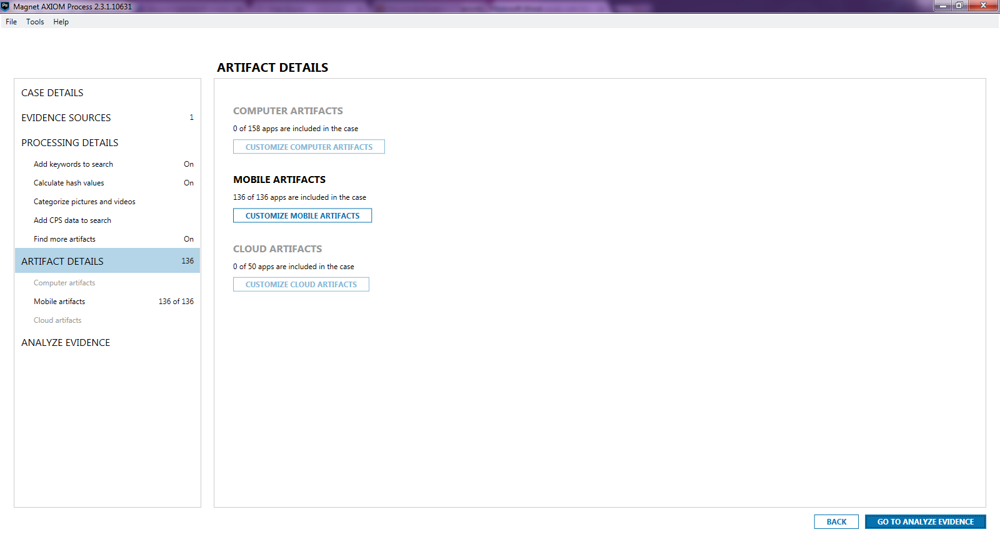 PR Magnet AXIOM Process 2.3.1.10631
File Tools Help
ARTIFACT DETAILS
CASE DETAILS
EVIDENCE SOURCES 1
PROCESSING DETAILS
Add keywords to search On
Calculate hash values On
Categorize pictures and videos
Add CPS data to search
Find more artifacts On
ARTIFACT DETAILS 136
Computer artifacts
Mobile artifacts 136 of 136
Cloud artifacts
ANALYZE EVIDENCE
COMPUTER ARTIFACTS
0 of 158 apps are included in the case
CUSTOMIZE COMPUTER ARTIFACTS
MOBILE ARTIFACTS
136 of 136 apps are included in the case
CUSTOMIZE MOBILE ARTIFACTS
CLOUD ARTIFACTS
0 of 50 apps are included in the case
CUSTOMIZE CLOUD ARTIFACTS
BACK GO TO ANALYZE EVIDENCE